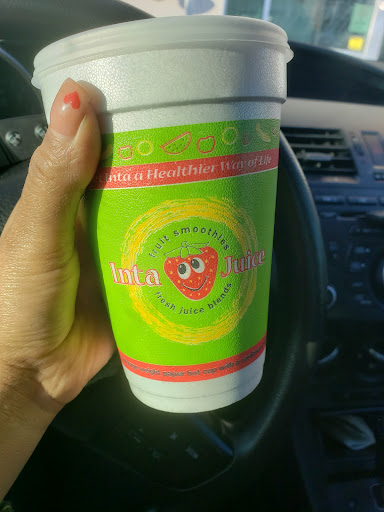 Inta a Healthier Way of Life
fruit smoothies
Inta Juice
fresh juice blends